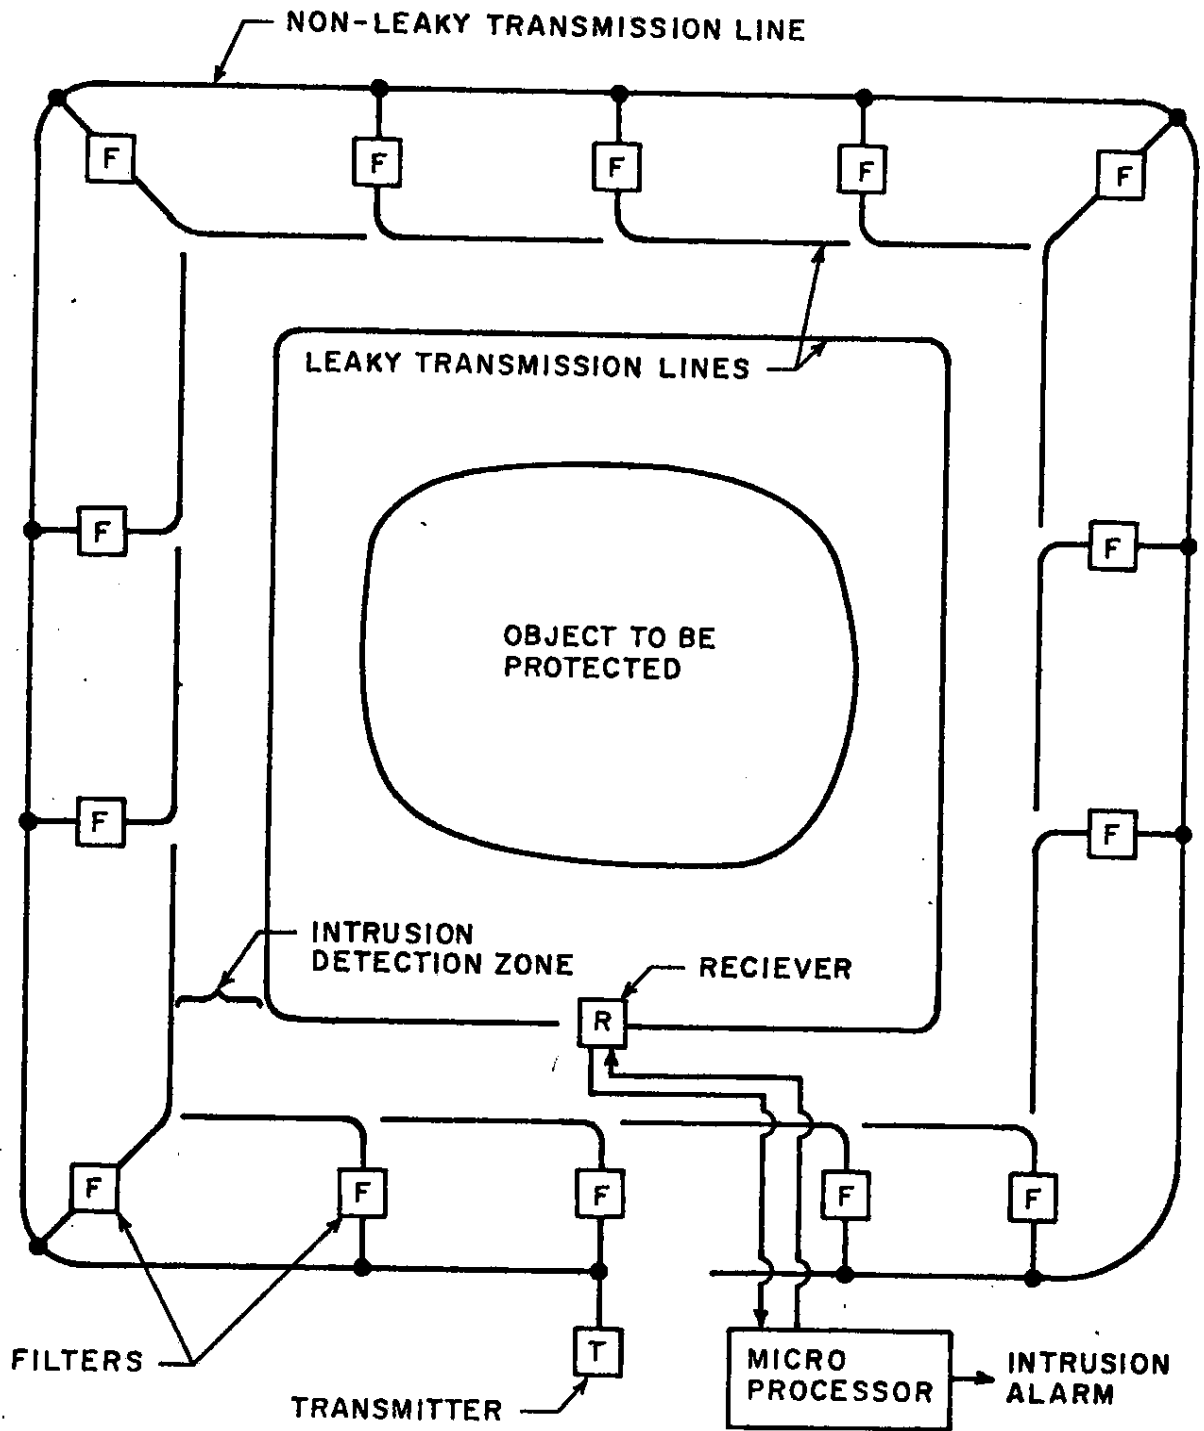 NON-LEAKY TRANSMISSION LINE
F
F
F
F
F
LEAKY TRANSMISSION LINES
F
F
OBJECT TO BE
PROTECTED
F
F
INTRUSION
DETECTION ZONE
RECIEVER
R
F
F
F
F
F
FILTERS
T
TRANSMITTER
MICRO
PROCESSOR
INTRUSION
ALARM